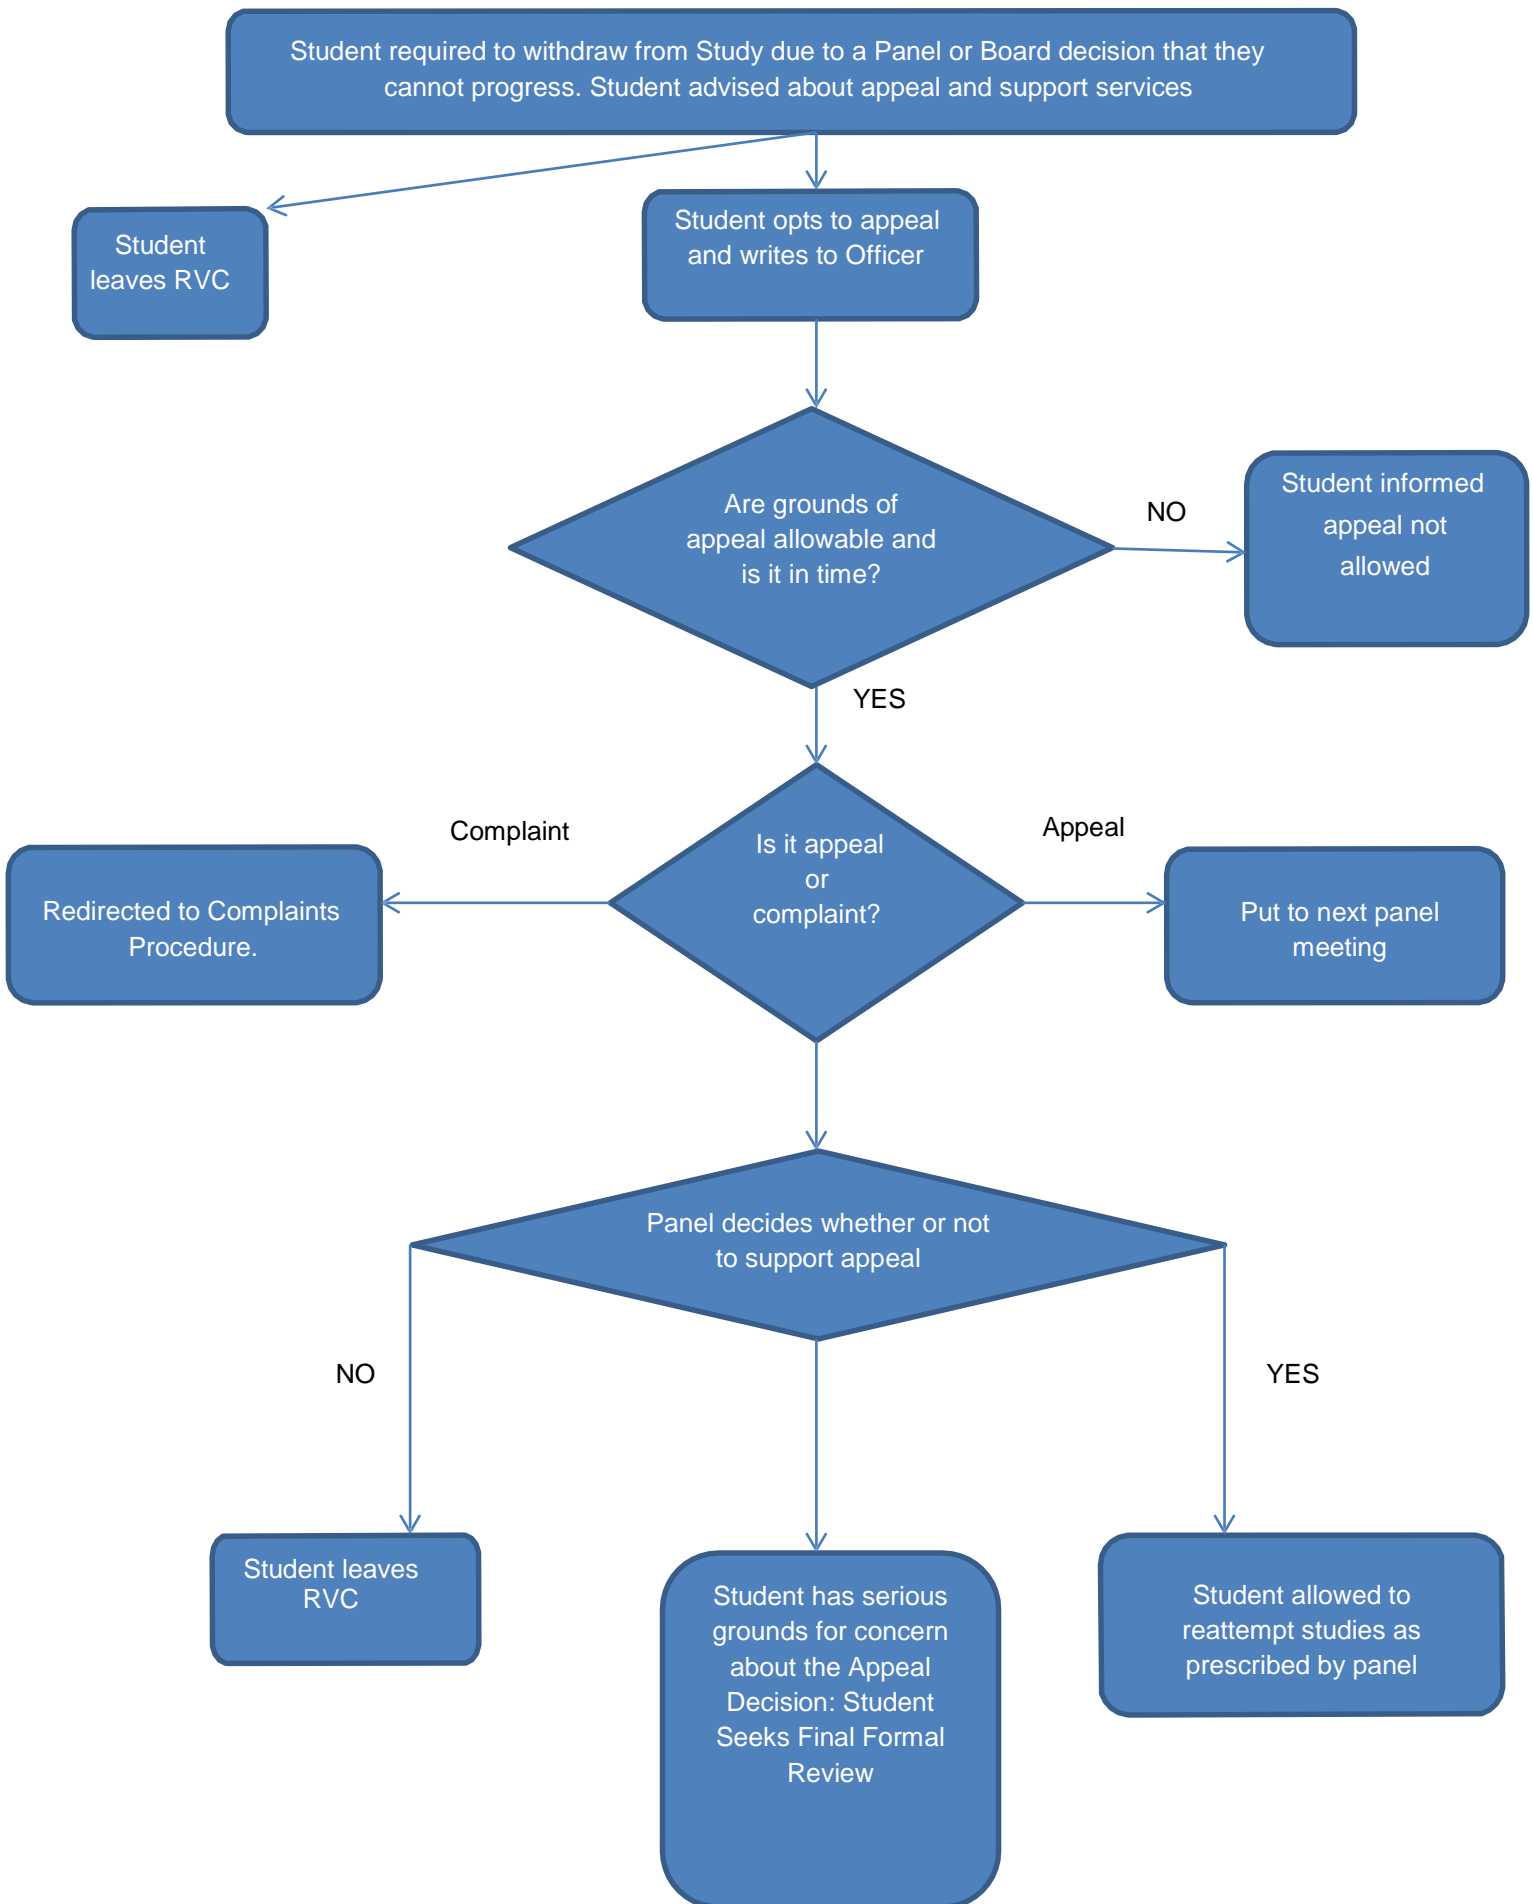 Student required to withdraw from Study due to a Panel or Board decision that they
cannot progress. Student advised about appeal and support services
Student
leaves RVC
Student opts to appeal
and writes to Officer
Are grounds of
appeal allowable and
is it in time?
NO
Student informed
appeal not
allowed
YES
Complaint
Is it appeal
or
complaint?
Appeal
Redirected to Complaints
Procedure.
Put to next panel
meeting
Panel decides whether or not
to support appeal
NO
YES
Student leaves
RVC
Student has serious
grounds for concern
about the Appeal
Decision: Student
Seeks Final Formal
Review
Student allowed to
reattempt studies as
prescribed by panel